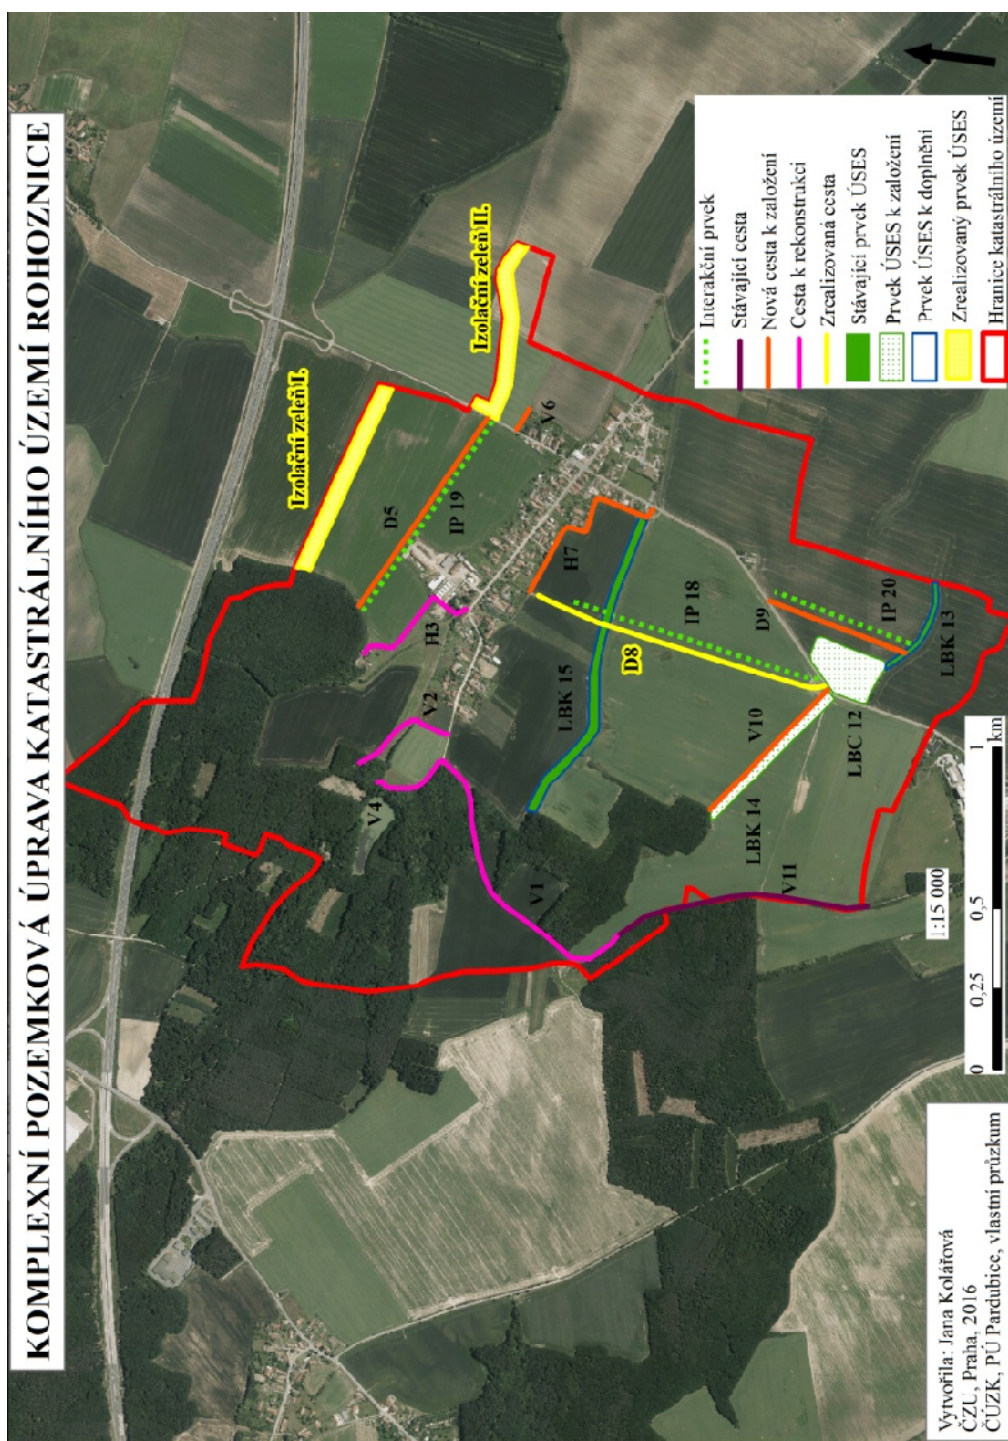 KOMPLEXNÍ POZEMKOVÁ ÚPRAVA KATASTRÁLNÍHO ÚZEMÍ ROHOZNICE
Izolační zeleň I.
Izolační zeleň II.
D5
IP 19
V6
H3
V2
V4
H7
V1
LBK 15
IP 18
D8
D9
V10
IP 20
LBK 14
LBC 12
LBK 13
V11
Interakční prvek
Stávající cesta
Nová cesta k založení
Cesta k rekonstrukci
Zrealizovaná cesta
Stávající prvek ÚSES
Prvek ÚSES k založení
Prvek ÚSES k doplnění
Zrealizovaný prvek ÚSES
Hranice katastrálního území
1:15 000
0 0,25 0,5 1
km
Vytvořila: Jana Kolářová
ČZU, Praha, 2016
ČÚZK, PÚ Pardubice, vlastní průzkum